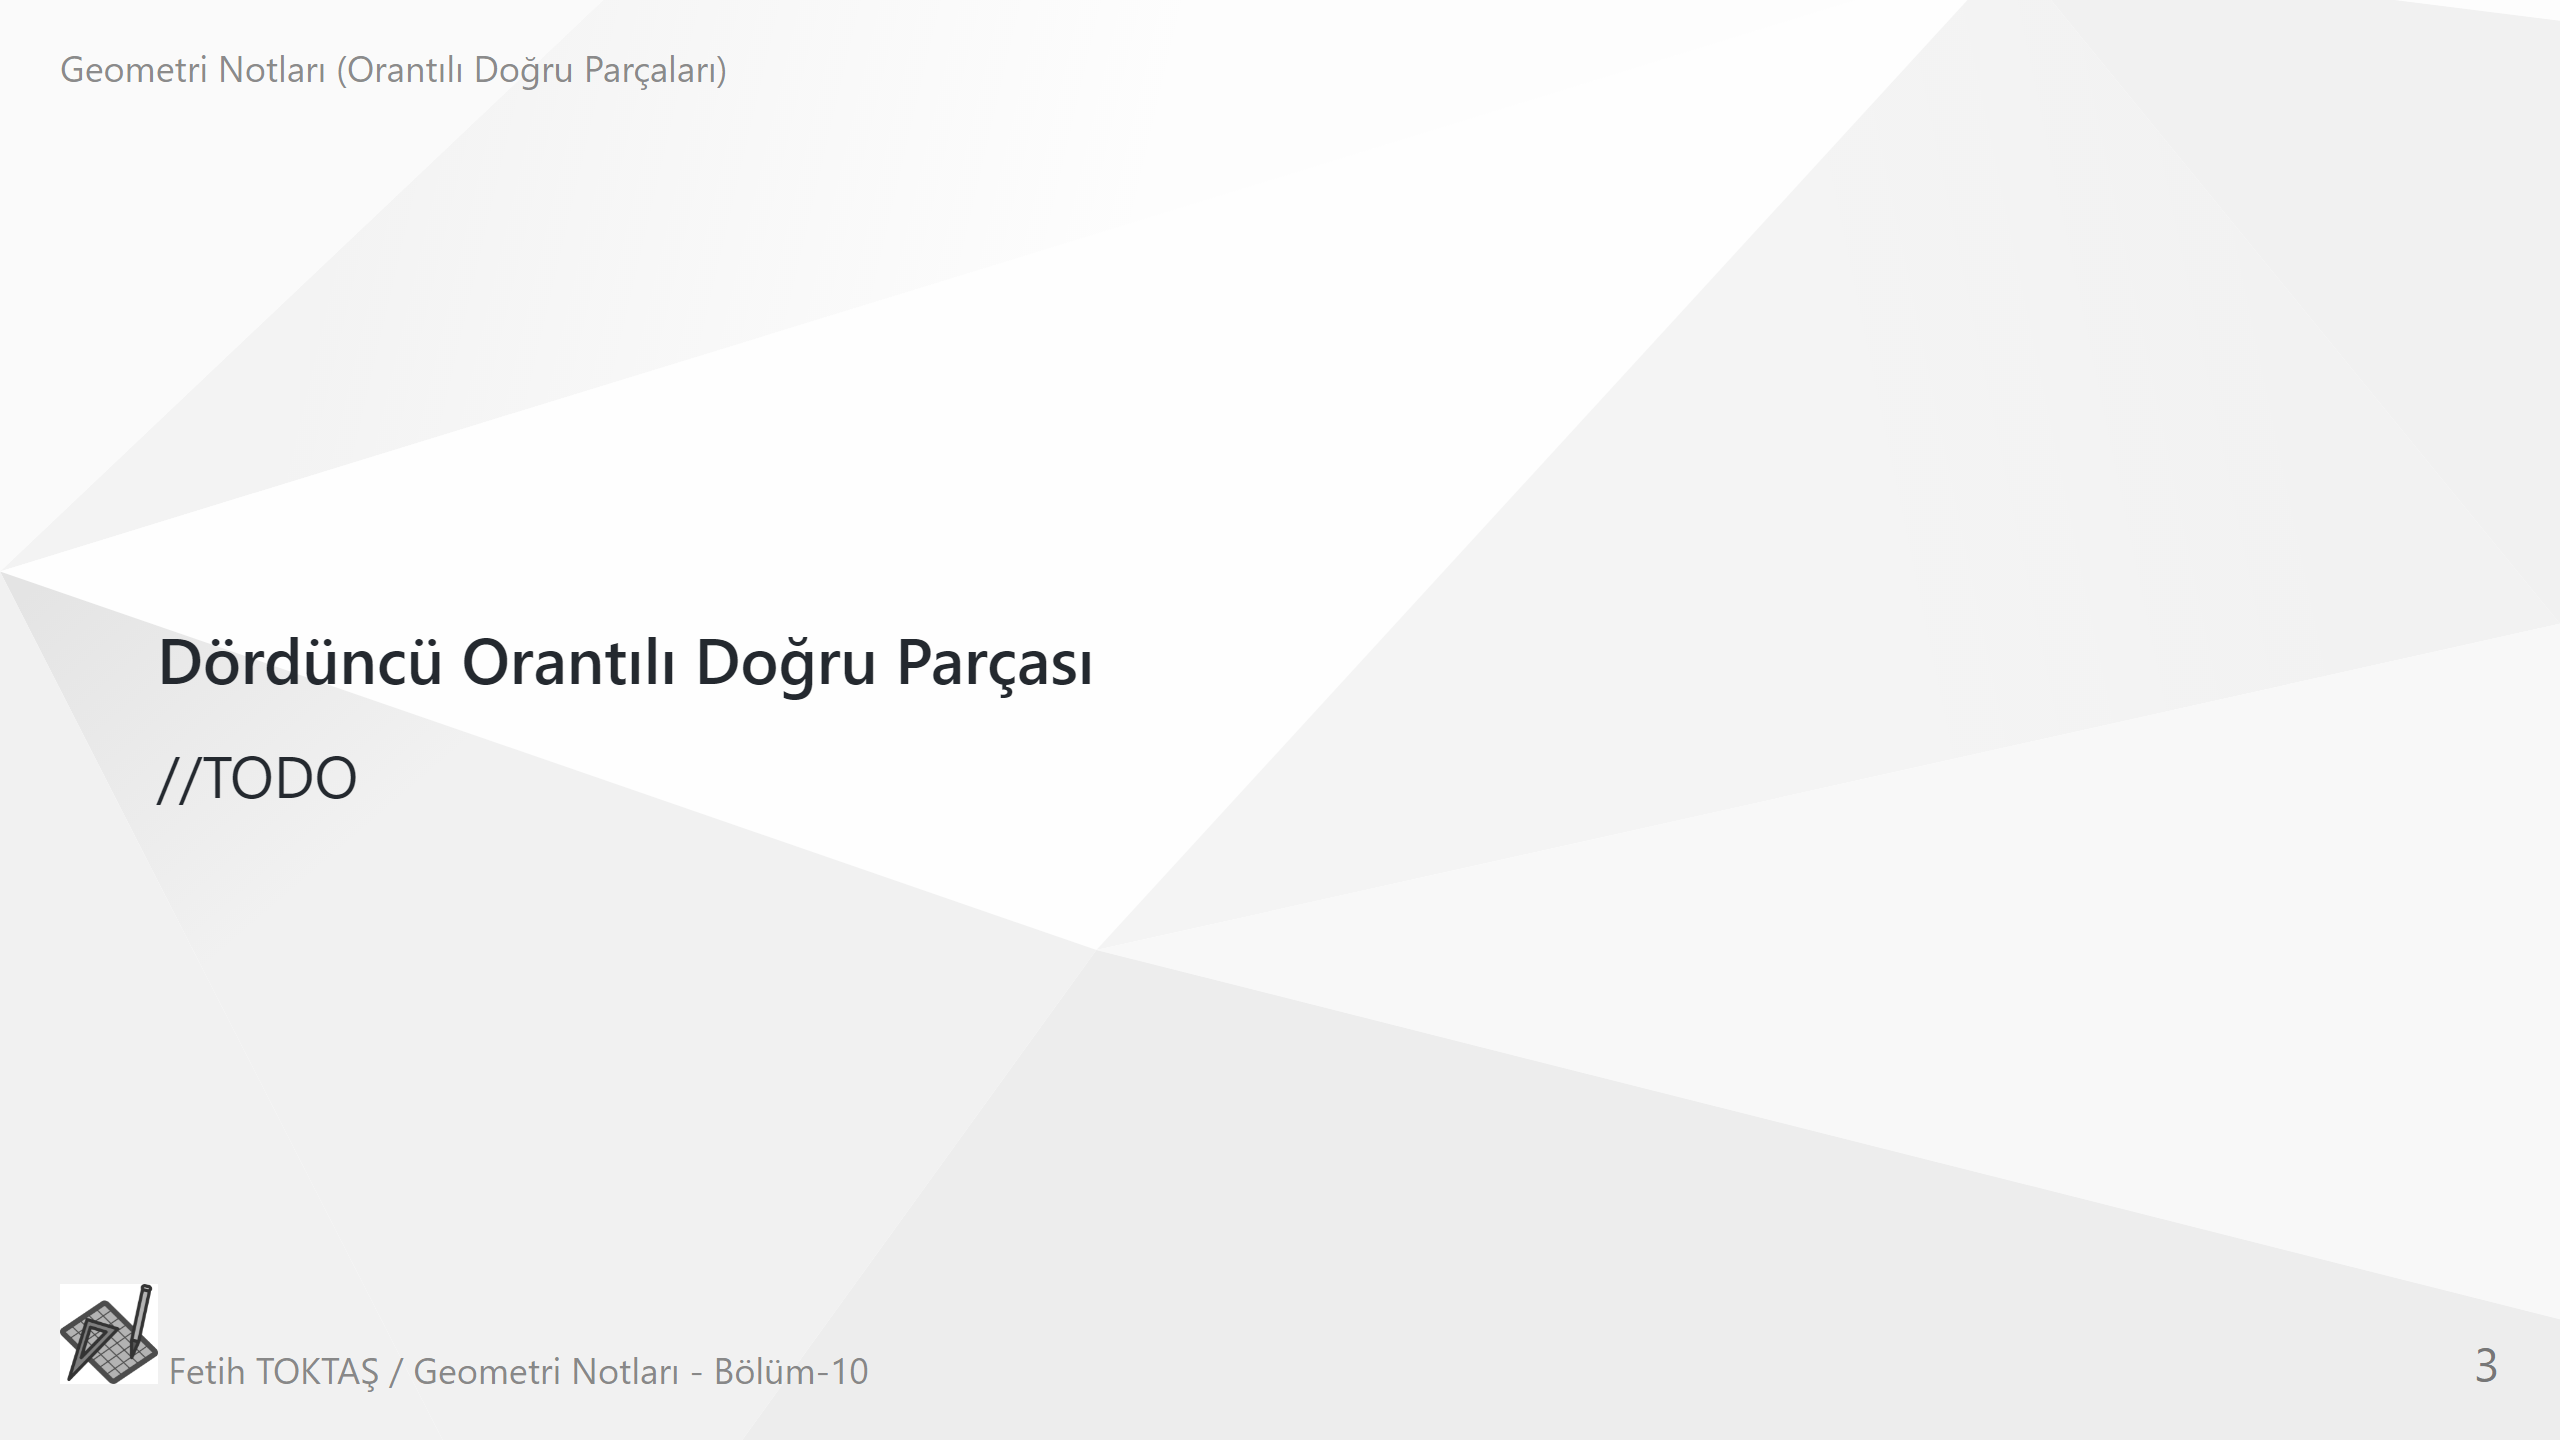 Geometri Notları (Orantılı Doğru Parçaları)
Dördüncü Orantılı Doğru Parçası
//TODO
Fetih TOKTAŞ / Geometri Notları - Bölüm-10
3